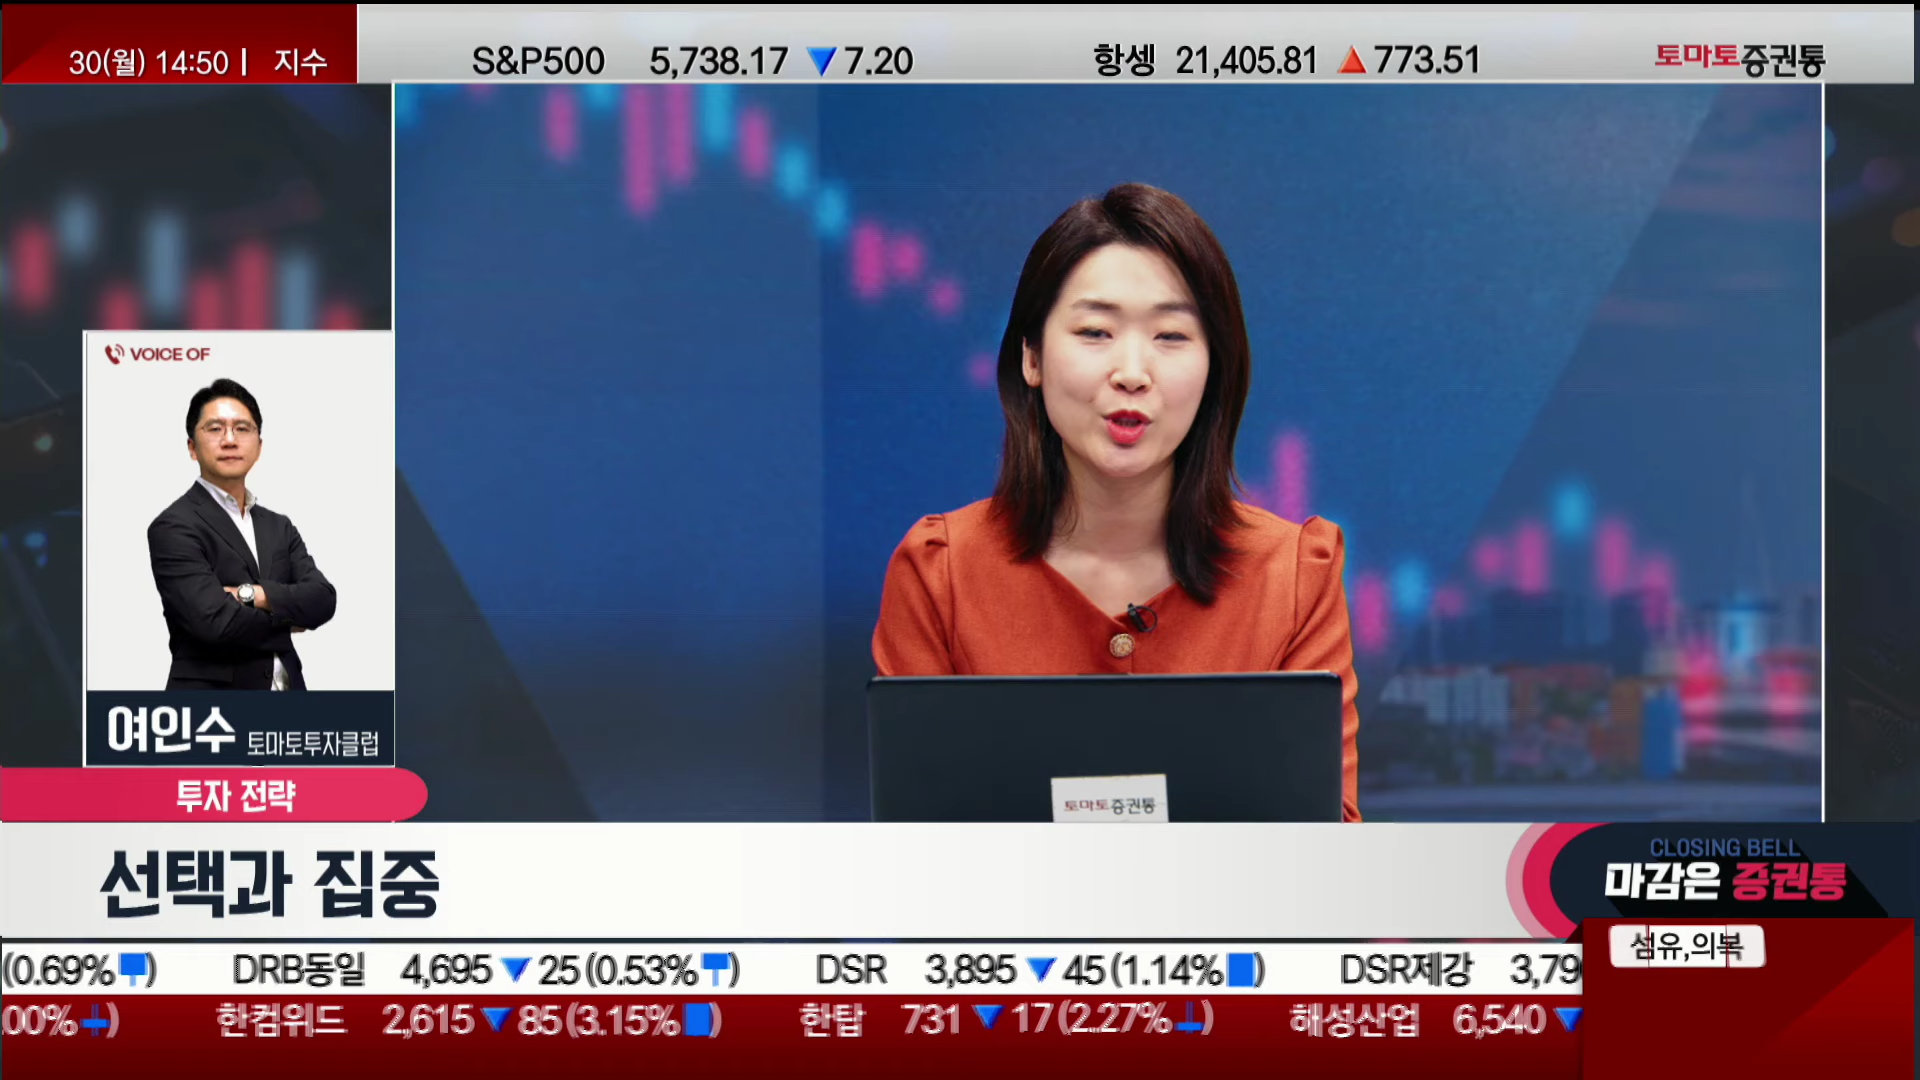 30(월) 14:50 | 지수
S&P500 5,738.17 ▼7.20 항셍 21,405.81 ▲773.51
토마토증권통
VOICE OF
여인수 토마토투자클럽
투자 전략
토마토증권통
선택과 집중
CLOSING BELL
마감은 증권통
섬유,의복
(0.69%) DRB동일 4,695 ▼25 (0.53%) DSR 3,895 ▼45 (1.14%) DSR제강
00%) 한컴위드 2,615 ▼85 (3.15%) 한탑 731 ▼17 (2.27%) 해성산업 6,540 ▼